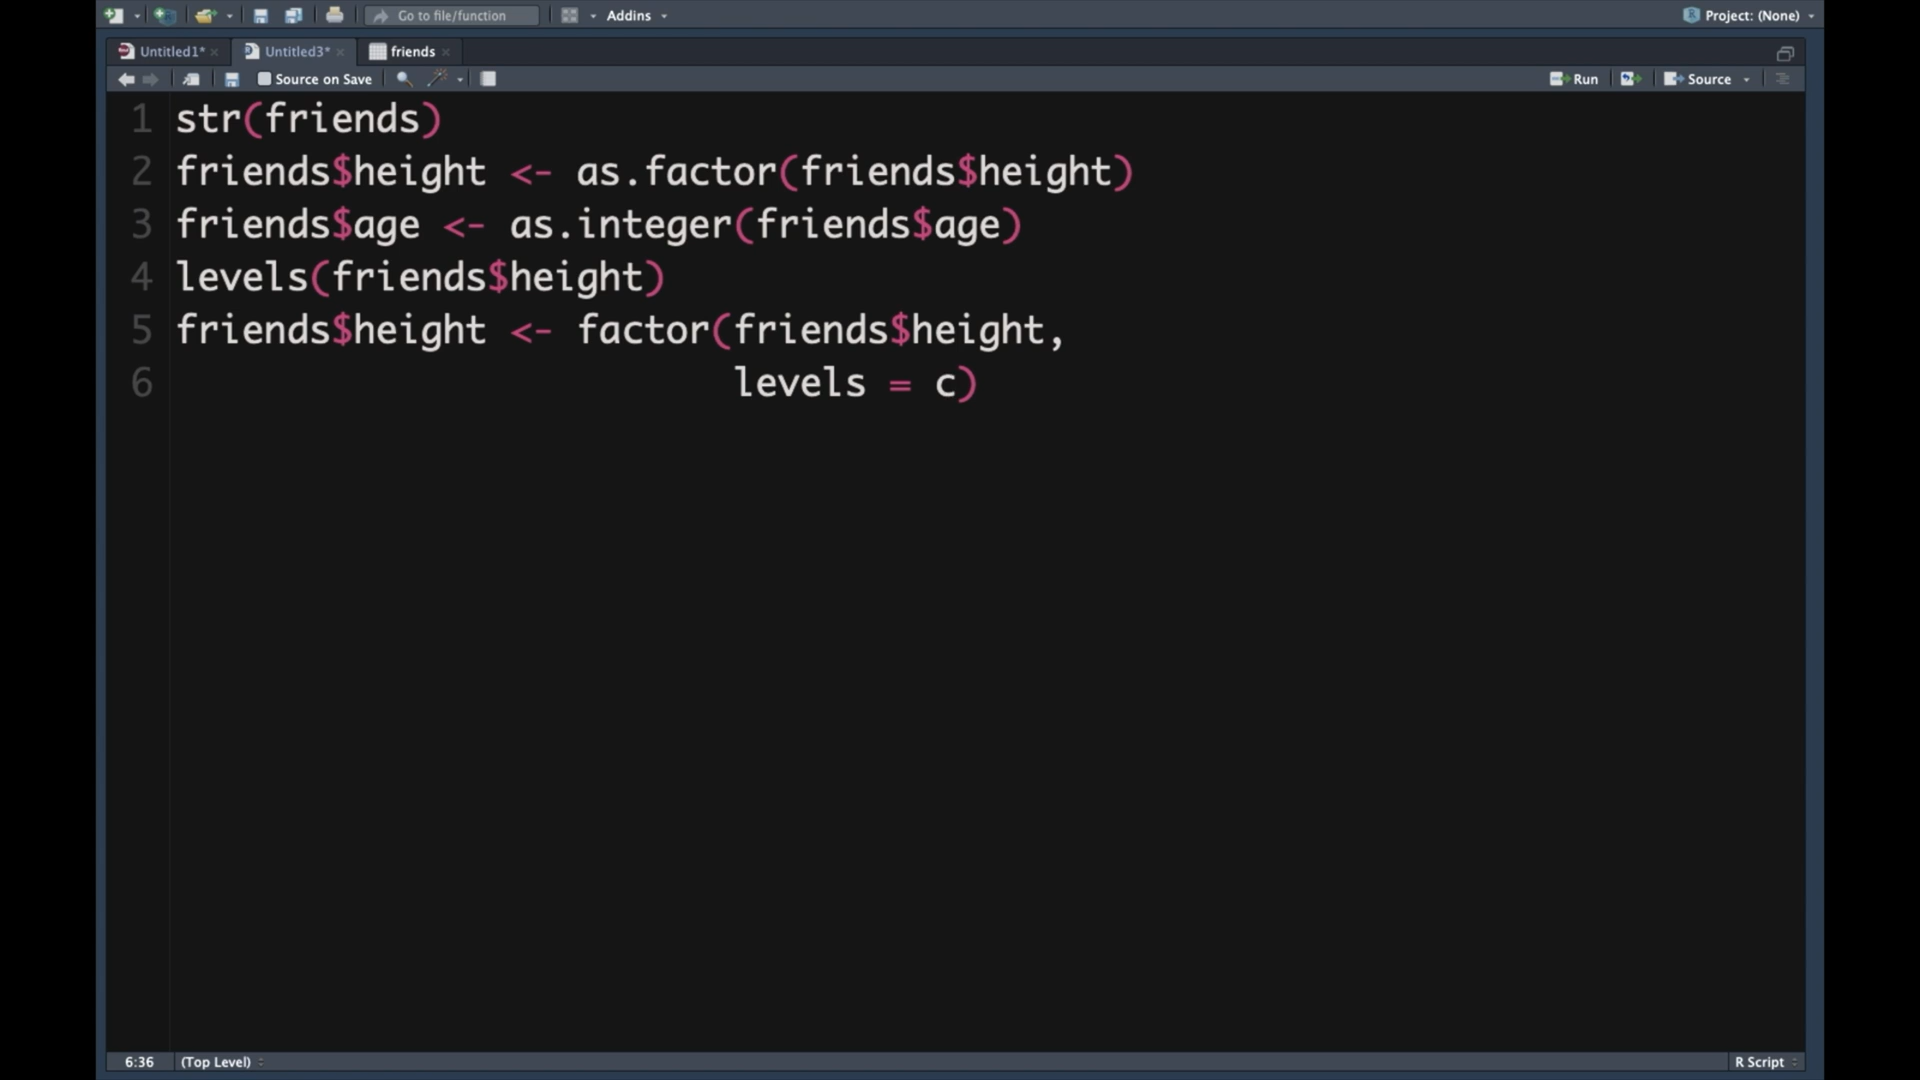 Go to file/function Addins Project: (None)
Untitled1* Untitled3* friends
Source on Save Run Source
1 str(friends)
2 friends$height <- as.factor(friends$height)
3 friends$age <- as.integer(friends$age)
4 levels(friends$height)
5 friends$height <- factor(friends$height,
6 levels = c)
6:36 (Top Level) R Script